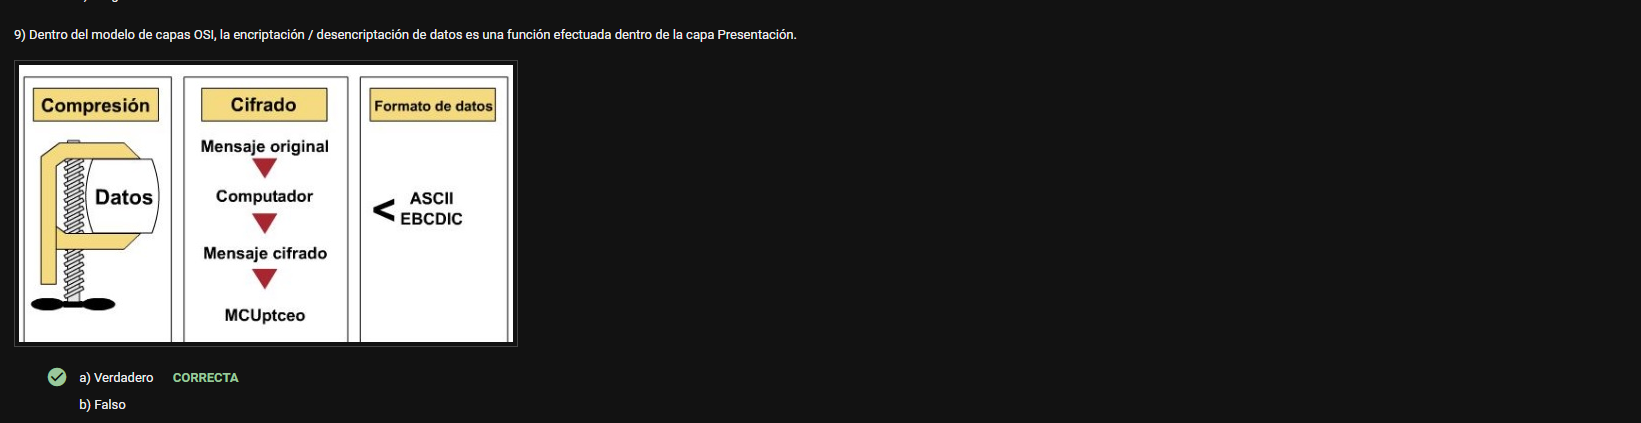 9) Dentro del modelo de capas OSI, la encriptación / desencriptación de datos es una función efectuada dentro de la capa Presentación.
Compresión
Datos
Cifrado
Mensaje original
Computador
Mensaje cifrado
MCUptceo
Formato de datos
< ASCII
EBCDIC
a) Verdadero CORRECTA
b) Falso